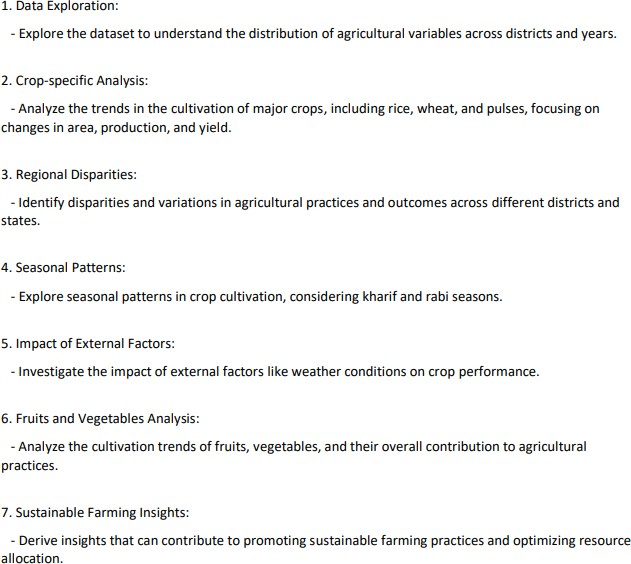 1. Data Exploration:
- Explore the dataset to understand the distribution of agricultural variables across districts and years.
2. Crop-specific Analysis:
- Analyze the trends in the cultivation of major crops, including rice, wheat, and pulses, focusing on
changes in area, production, and yield.
3. Regional Disparities:
- Identify disparities and variations in agricultural practices and outcomes across different districts and
states.
4. Seasonal Patterns:
- Explore seasonal patterns in crop cultivation, considering kharif and rabi seasons.
5. Impact of External Factors:
- Investigate the impact of external factors like weather conditions on crop performance.
6. Fruits and Vegetables Analysis:
- Analyze the cultivation trends of fruits, vegetables, and their overall contribution to agricultural
practices.
7. Sustainable Farming Insights:
- Derive insights that can contribute to promoting sustainable farming practices and optimizing resource
allocation.